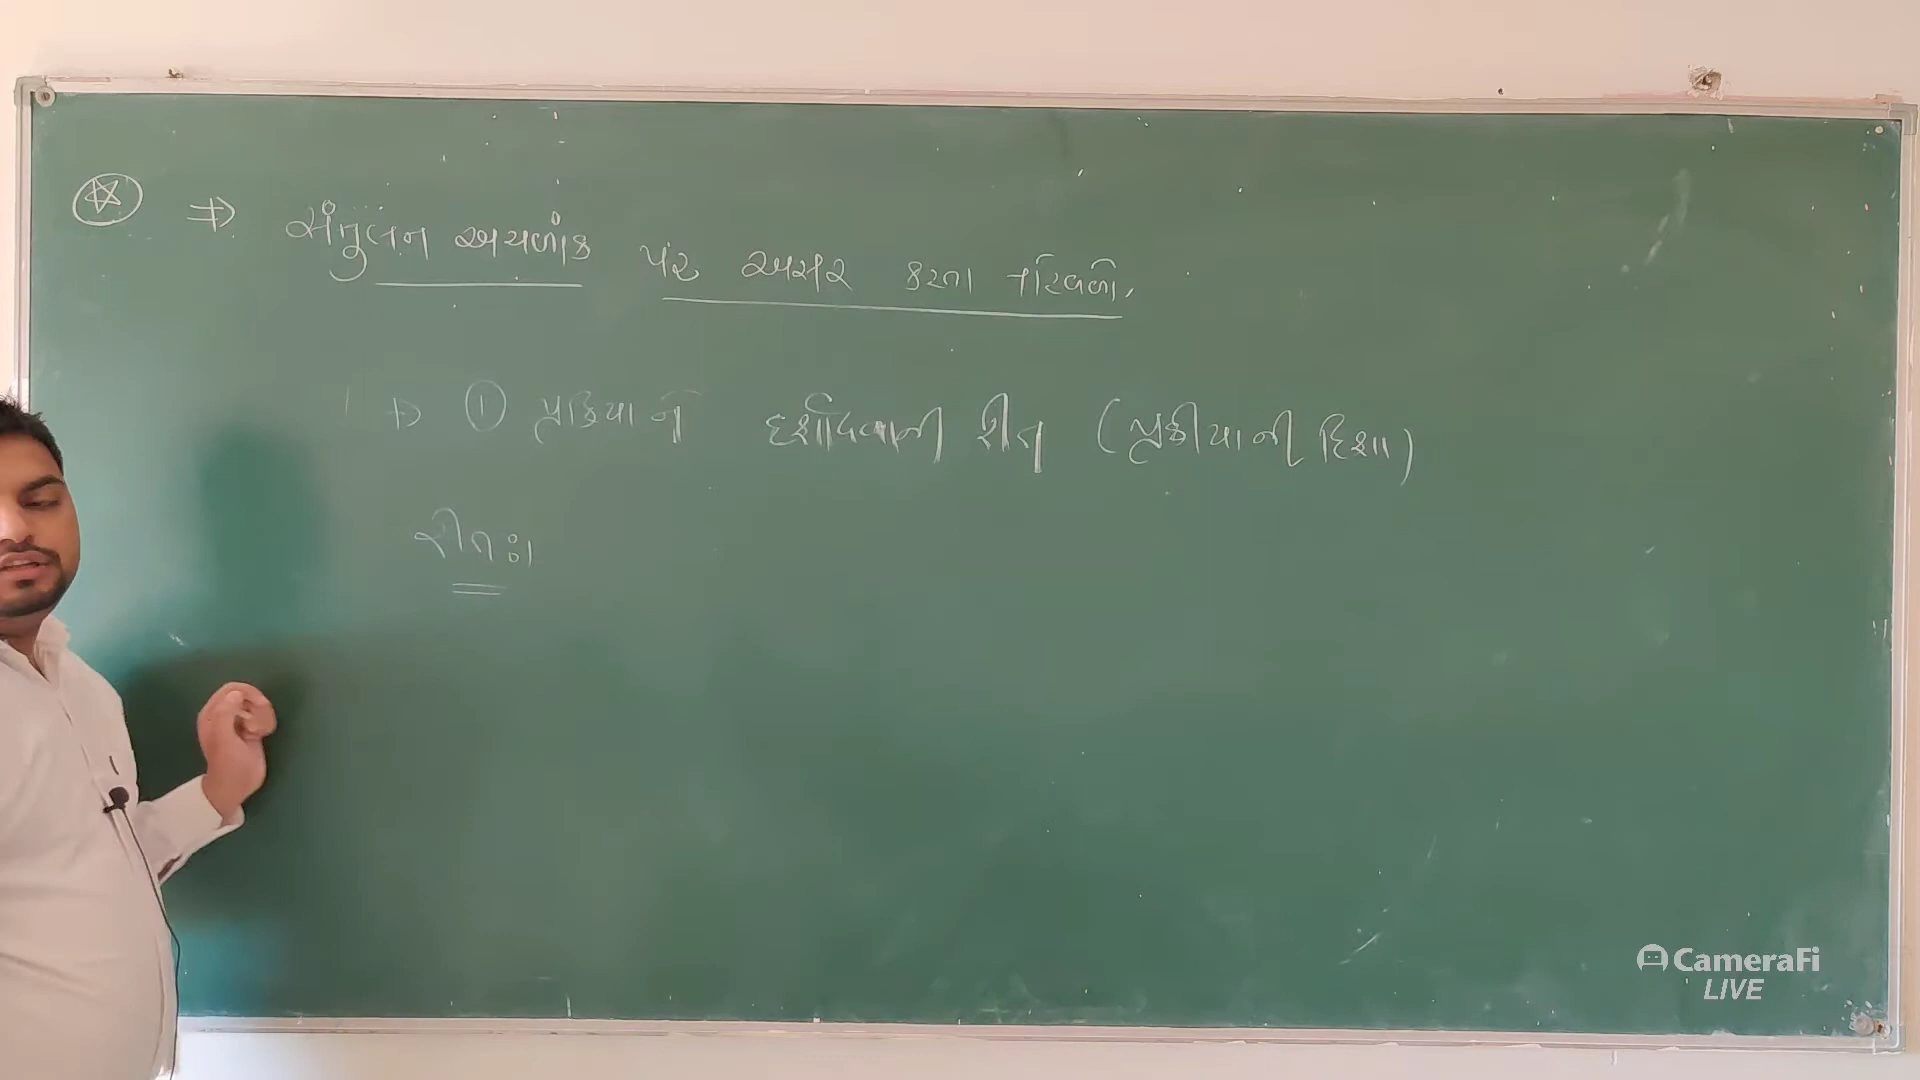 ⇒ સંતુલન અચળાંક પર અસર કરતા પરિબળો.
⇒ ① પ્રક્રિયાને દર્શાવવાની રીત (પ્રક્રીયાની દિશા)
રીતઃ
CameraFi
LIVE